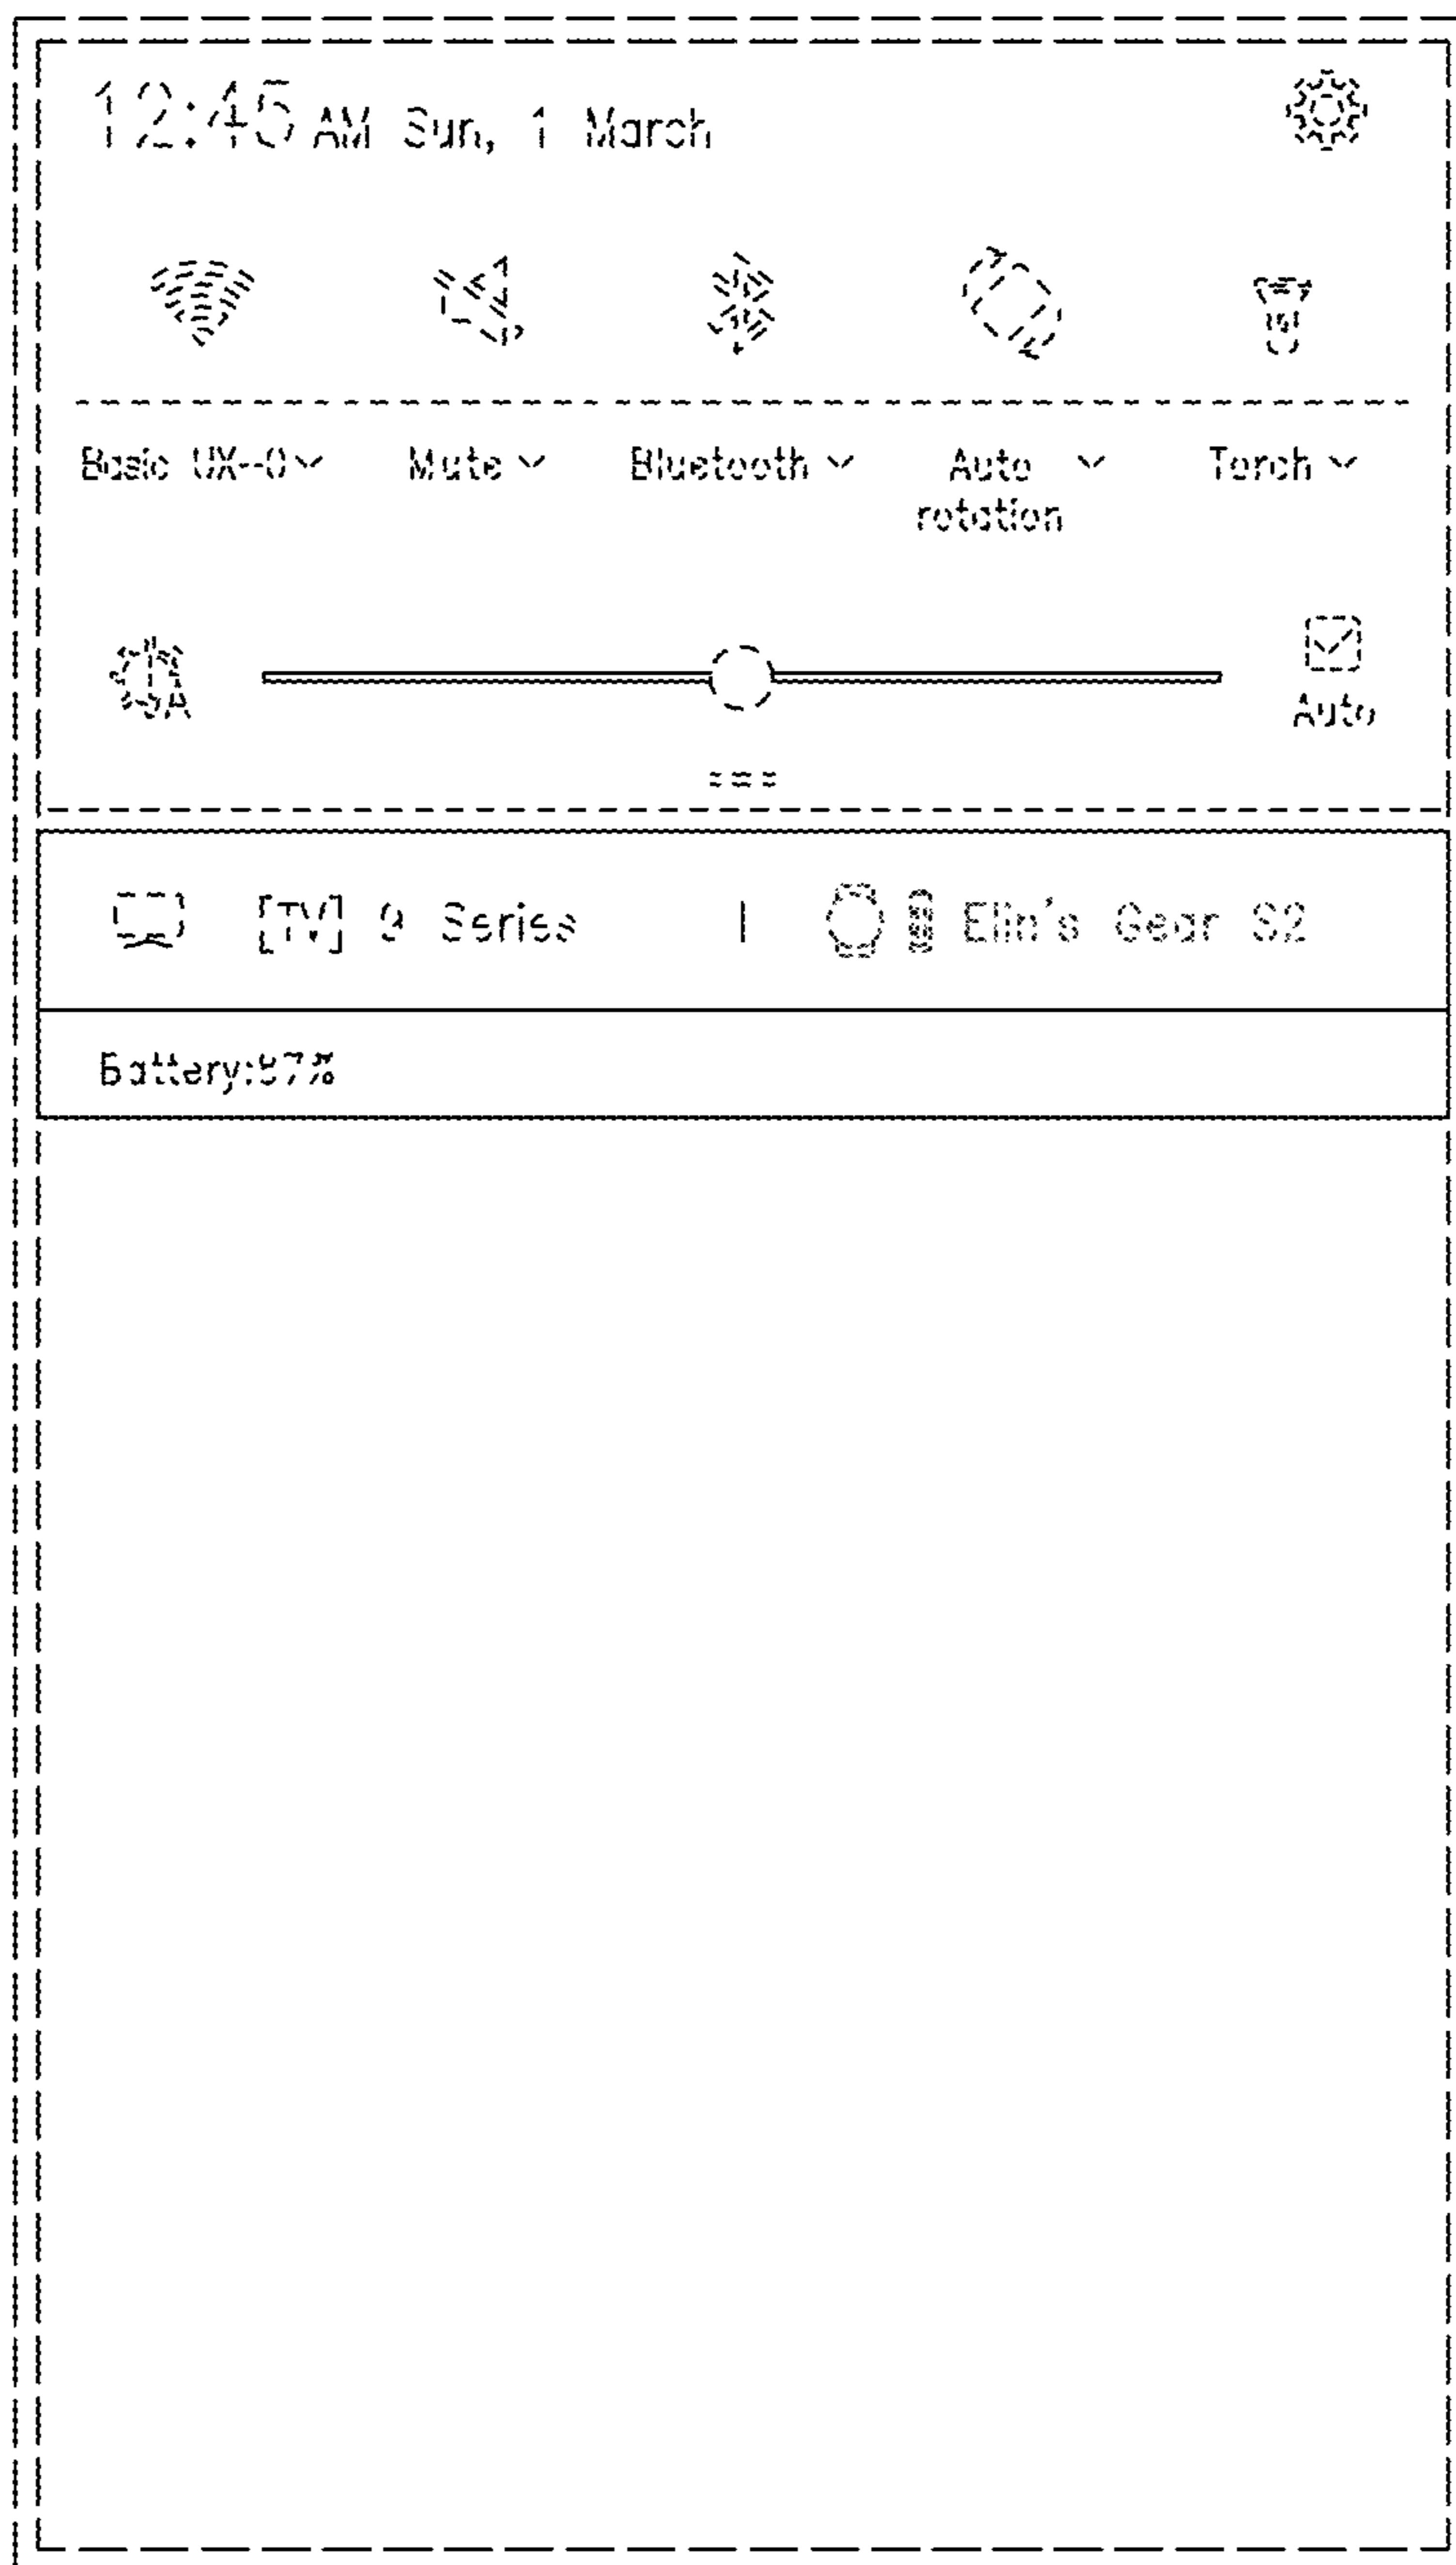 12:45 AM Sun, 1 March
Basic UX--0 Mute Bluetooth Auto rotation Torch
A
Auto
[TV] 9 Series | Elin's Gear S2
Battery:97%